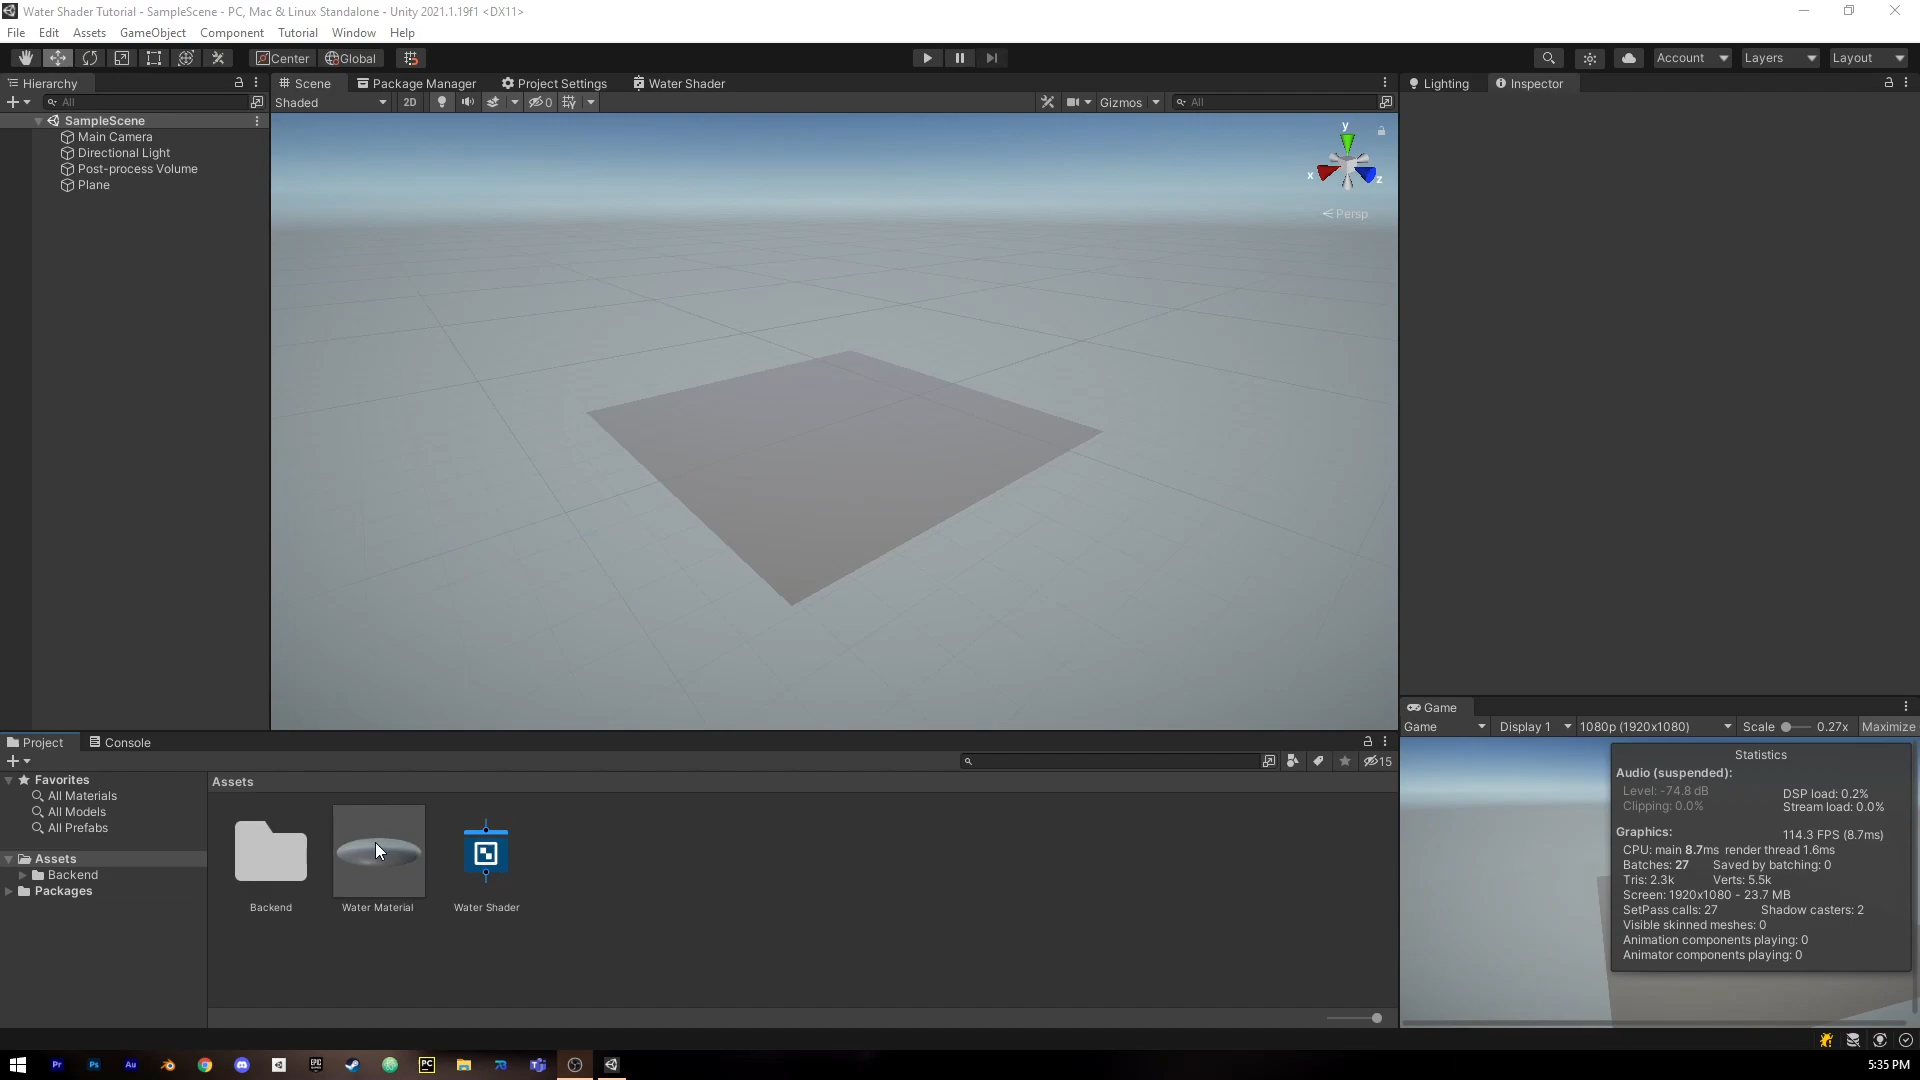 Water Shader Tutorial - SampleScene - PC, Mac & Linux Standalone - Unity 2021.1.19f1 <DX11>
File Edit Assets GameObject Component Tutorial Window Help
Center Global Account Layers Layout
Hierarchy
All
SampleScene
Main Camera
Directional Light
Post-process Volume
Plane
Scene Package Manager Project Settings Water Shader
Shaded 2D 0 Gizmos All
y
x
z
Persp
Lighting Inspector
Project Console
15
Favorites
All Materials
All Models
All Prefabs
Assets
Backend
Packages
Assets
Backend Water Material Water Shader
Game
Game Display 1 1080p (1920x1080) Scale 0.27x Maximize
Statistics
Audio (suspended):
Level: -74.8 dB DSP load: 0.2%
Clipping: 0.0% Stream load: 0.0%
Graphics: 114.3 FPS (8.7ms)
CPU: main 8.7ms render thread 1.6ms
Batches: 27 Saved by batching: 0
Tris: 2.3k Verts: 5.5k
Screen: 1920x1080 - 23.7 MB
SetPass calls: 27 Shadow casters: 2
Visible skinned meshes: 0
Animation components playing: 0
Animator components playing: 0
Pr Ps Au EPIC GAMES PC
5:35 PM